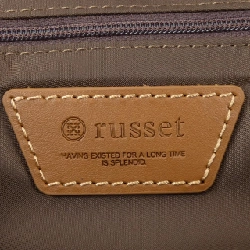 russet
HAVING EXISTED FOR A LONG TIME
IS SPLENDID.